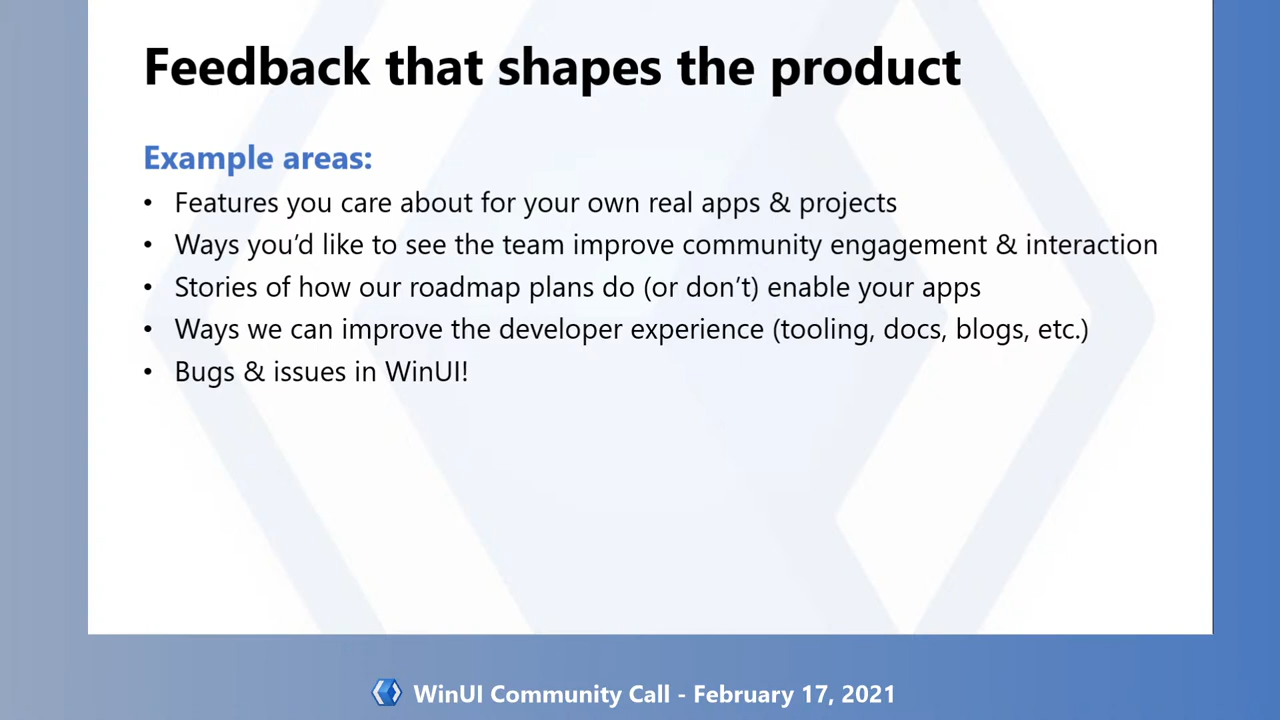 Feedback that shapes the product
Example areas:
• Features you care about for your own real apps & projects
• Ways you’d like to see the team improve community engagement & interaction
• Stories of how our roadmap plans do (or don’t) enable your apps
• Ways we can improve the developer experience (tooling, docs, blogs, etc.)
• Bugs & issues in WinUI!
WinUI Community Call - February 17, 2021